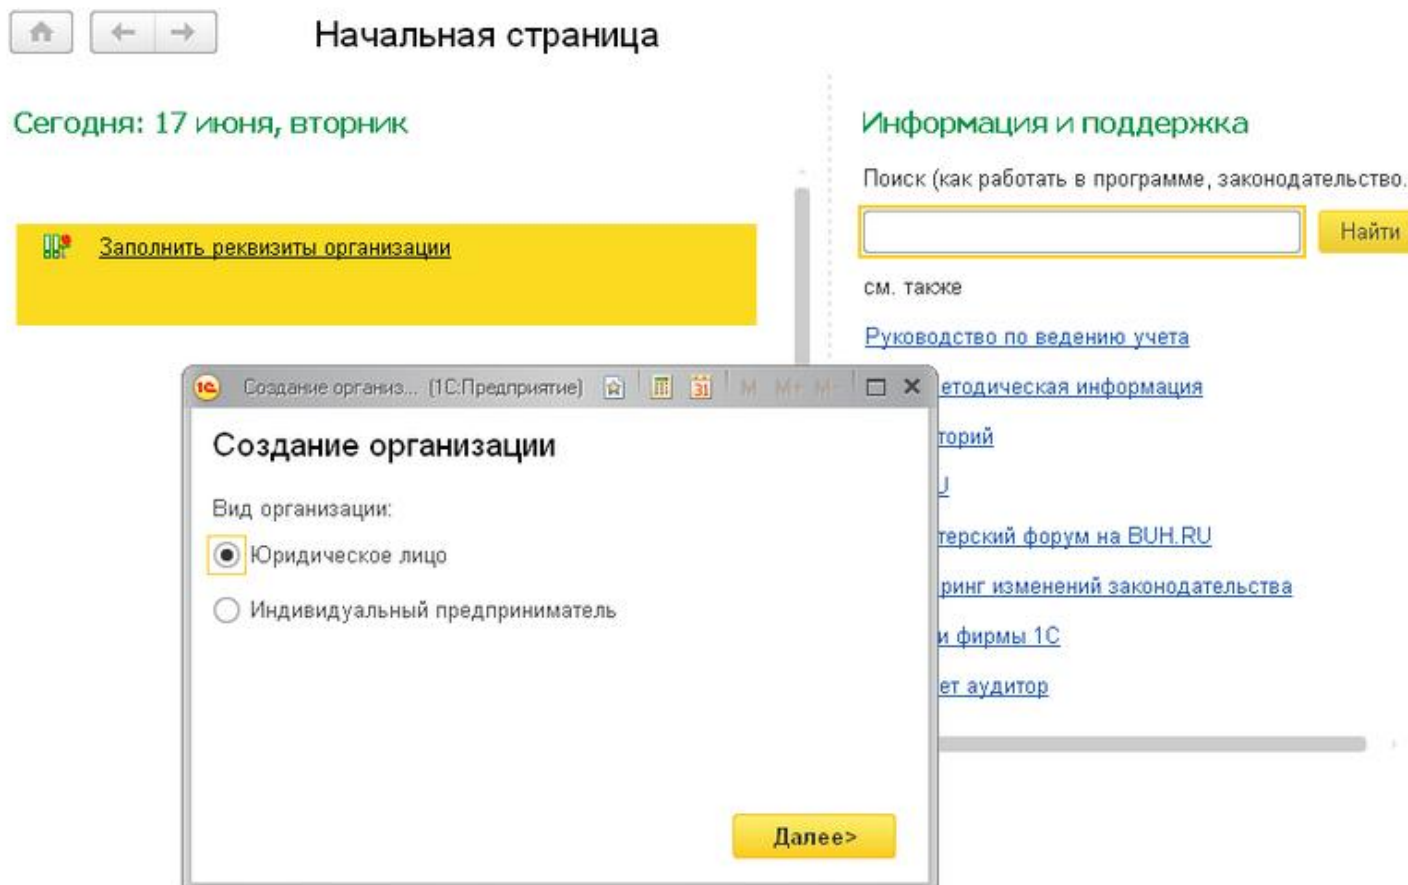 Начальная страница
Сегодня: 17 июня, вторник
Заполнить реквизиты организации
Информация и поддержка
Поиск (как работать в программе, законодательство.
Найти
см. также
Руководство по ведению учета
етодическая информация
торий
U
терский форум на BUH.RU
ринг изменений законодательства
и фирмы 1С
ет аудитор
1С Создание организ... (1С:Предприятие) 31 M M+ M-
Создание организации
Вид организации:
Юридическое лицо
Индивидуальный предприниматель
Далее>